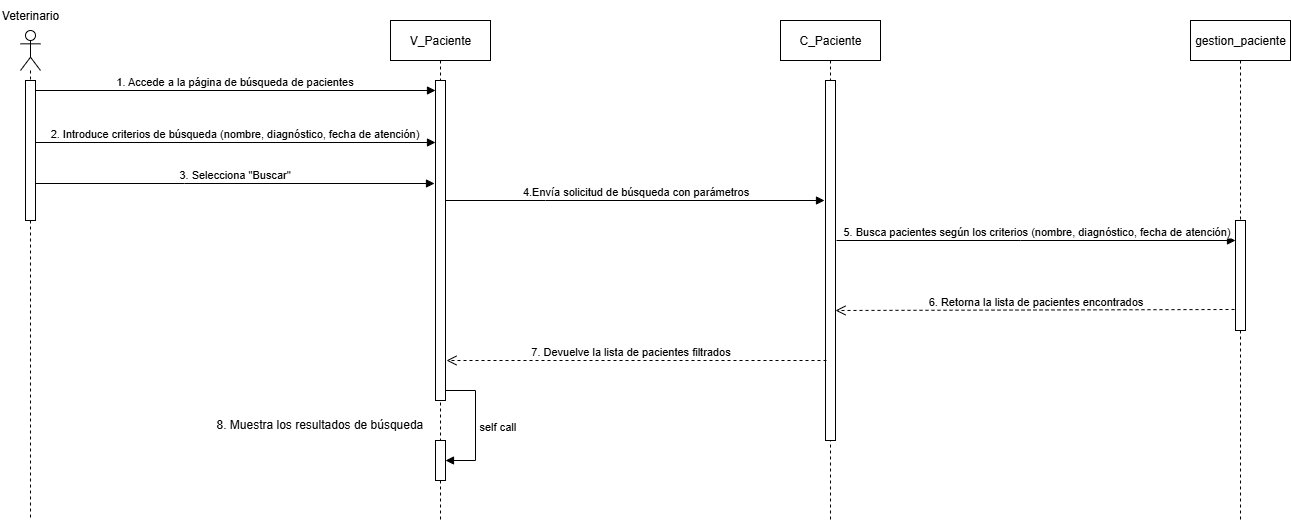 Veterinario
V_Paciente
C_Paciente
gestion_paciente
1. Accede a la página de búsqueda de pacientes
2. Introduce criterios de búsqueda (nombre, diagnóstico, fecha de atención)
3. Selecciona "Buscar"
4.Envía solicitud de búsqueda con parámetros
5. Busca pacientes según los criterios (nombre, diagnóstico, fecha de atención)
6. Retorna la lista de pacientes encontrados
7. Devuelve la lista de pacientes filtrados
8. Muestra los resultados de búsqueda
self call